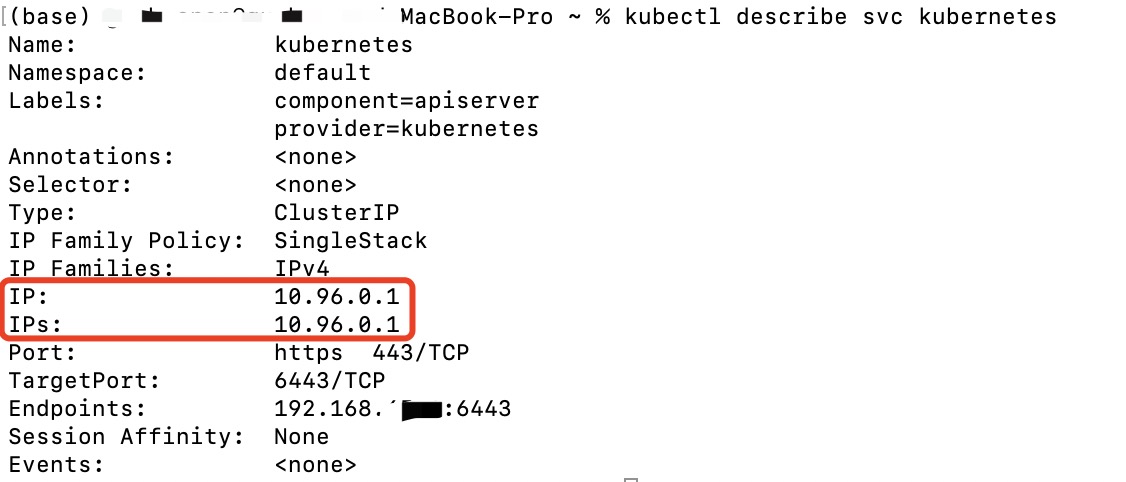 (base) MacBook-Pro ~ % kubectl describe svc kubernetes
Name: kubernetes
Namespace: default
Labels: component=apiserver
provider=kubernetes
Annotations: <none>
Selector: <none>
Type: ClusterIP
IP Family Policy: SingleStack
IP Families: IPv4
IP: 10.96.0.1
IPs: 10.96.0.1
Port: https 443/TCP
TargetPort: 6443/TCP
Endpoints: 192.168. :6443
Session Affinity: None
Events: <none>